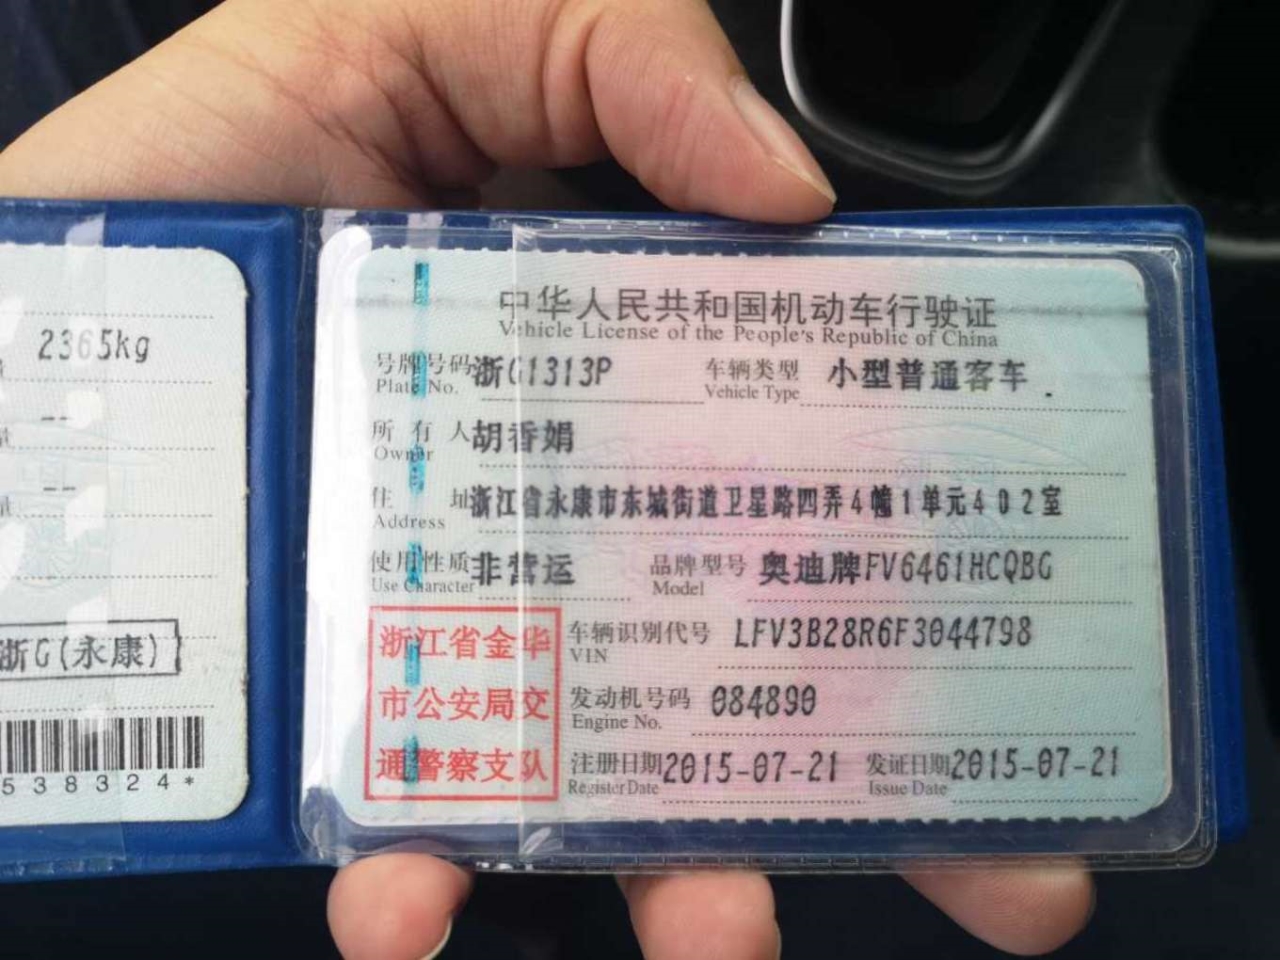 2365kg
--
--
浙G(永康)
538324*
中华人民共和国机动车行驶证
Vehicle License of the People's Republic of China
号牌号码 浙G1313P 车辆类型 小型普通客车
Plate No. Vehicle Type
所有人 胡香娟
Owner
住址 浙江省永康市东城街道卫星路四弄4幢1单元402室
Address
使用性质 非营运 品牌型号 奥迪牌FV6461HCQBG
Use Character Model
浙江省金华
市公安局交
通警察支队
车辆识别代号 LFV3B28R6F3044798
VIN
发动机号码 084890
Engine No.
注册日期 2015-07-21 发证日期 2015-07-21
Register Date Issue Date